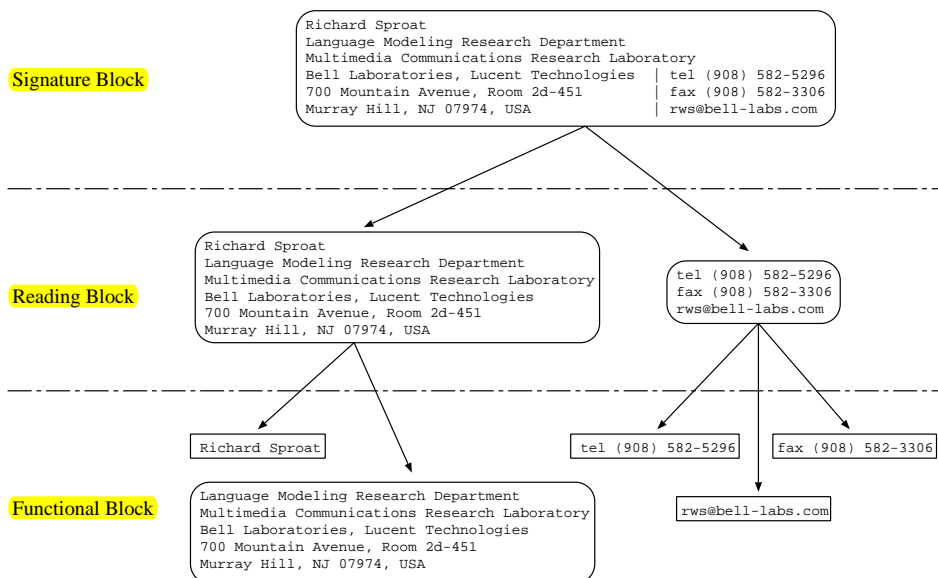 Richard Sproat
Language Modeling Research Department
Multimedia Communications Research Laboratory
Bell Laboratories, Lucent Technologies | tel (908) 582-5296
700 Mountain Avenue, Room 2d-451 | fax (908) 582-3306
Murray Hill, NJ 07974, USA | rws@bell-labs.com
Signature Block
Richard Sproat
Language Modeling Research Department
Multimedia Communications Research Laboratory
Bell Laboratories, Lucent Technologies
700 Mountain Avenue, Room 2d-451
Murray Hill, NJ 07974, USA
tel (908) 582-5296
fax (908) 582-3306
rws@bell-labs.com
Reading Block
Richard Sproat
tel (908) 582-5296
fax (908) 582-3306
Functional Block
Language Modeling Research Department
Multimedia Communications Research Laboratory
Bell Laboratories, Lucent Technologies
700 Mountain Avenue, Room 2d-451
Murray Hill, NJ 07974, USA
rws@bell-labs.com